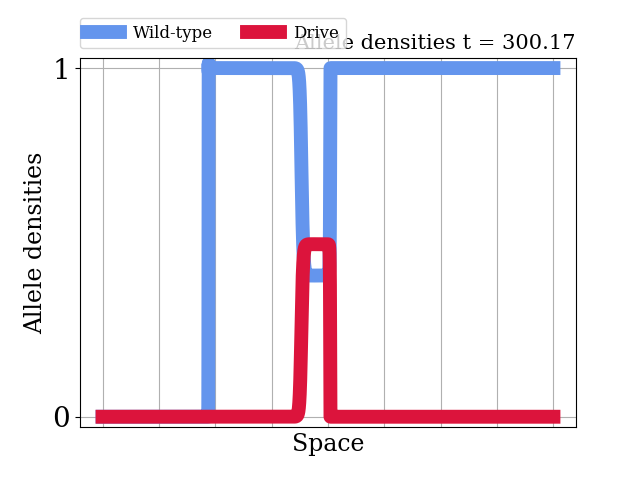 Wild-type
Drive
Allele densities t = 300.17
Allele densities
1
0
Space